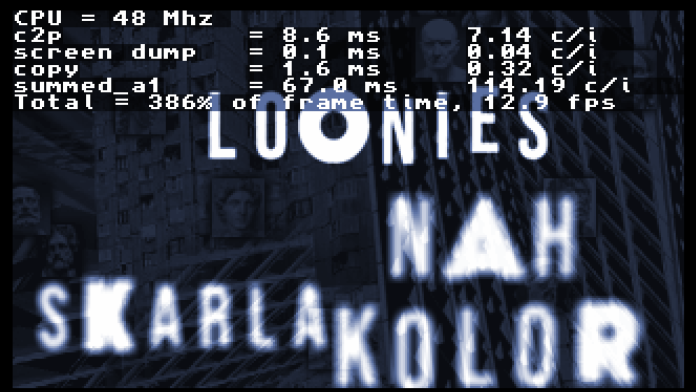 CPU = 48 Mhz
c2p = 8.6 ms 7.14 c/i
screen dump = 0.1 ms 0.04 c/i
copy = 1.6 ms 0.32 c/i
summed_a1 = 67.0 ms 114.19 c/i
Total = 386% of frame time, 12.9 fps
LOONIES
NAH
SKARLA
KOLOR